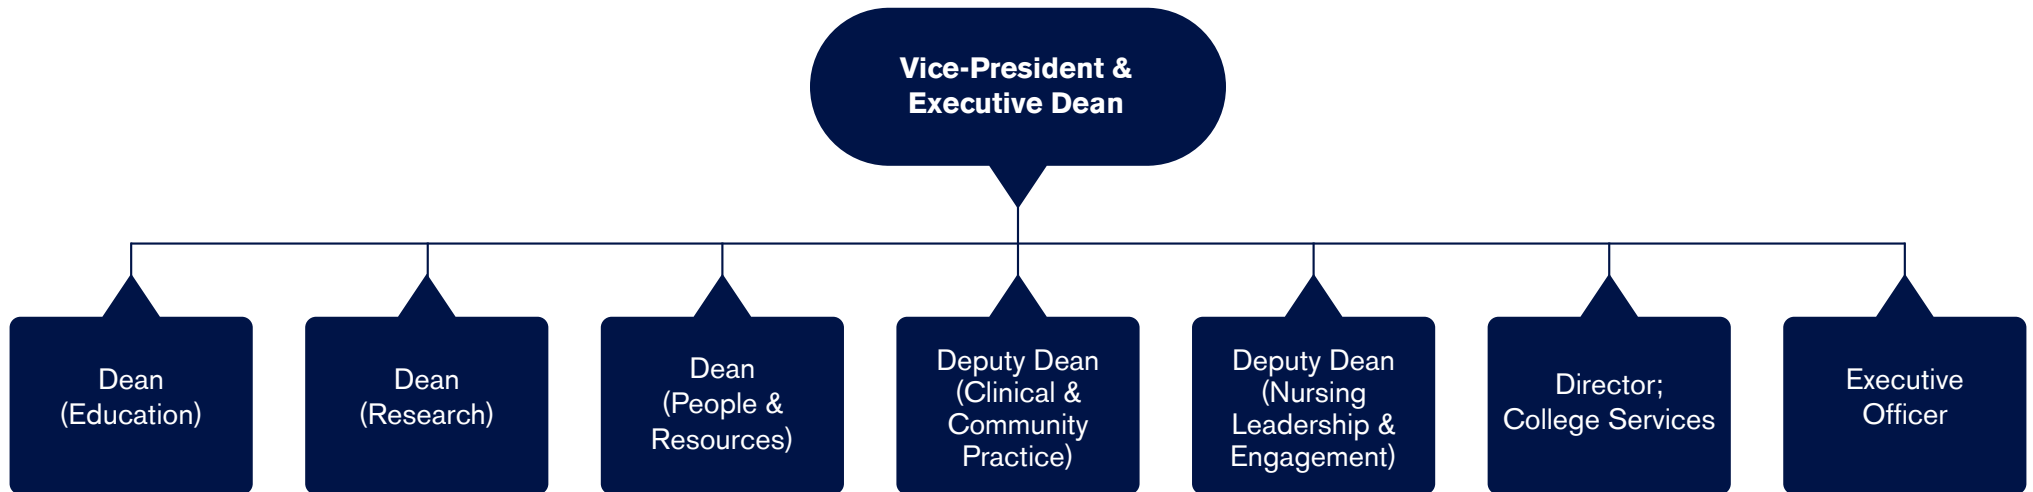 Vice-President &
Executive Dean
Dean
(Education)
Dean
(Research)
Dean
(People &
Resources)
Deputy Dean
(Clinical &
Community
Practice)
Deputy Dean
(Nursing
Leadership &
Engagement)
Director;
College Services
Executive
Officer